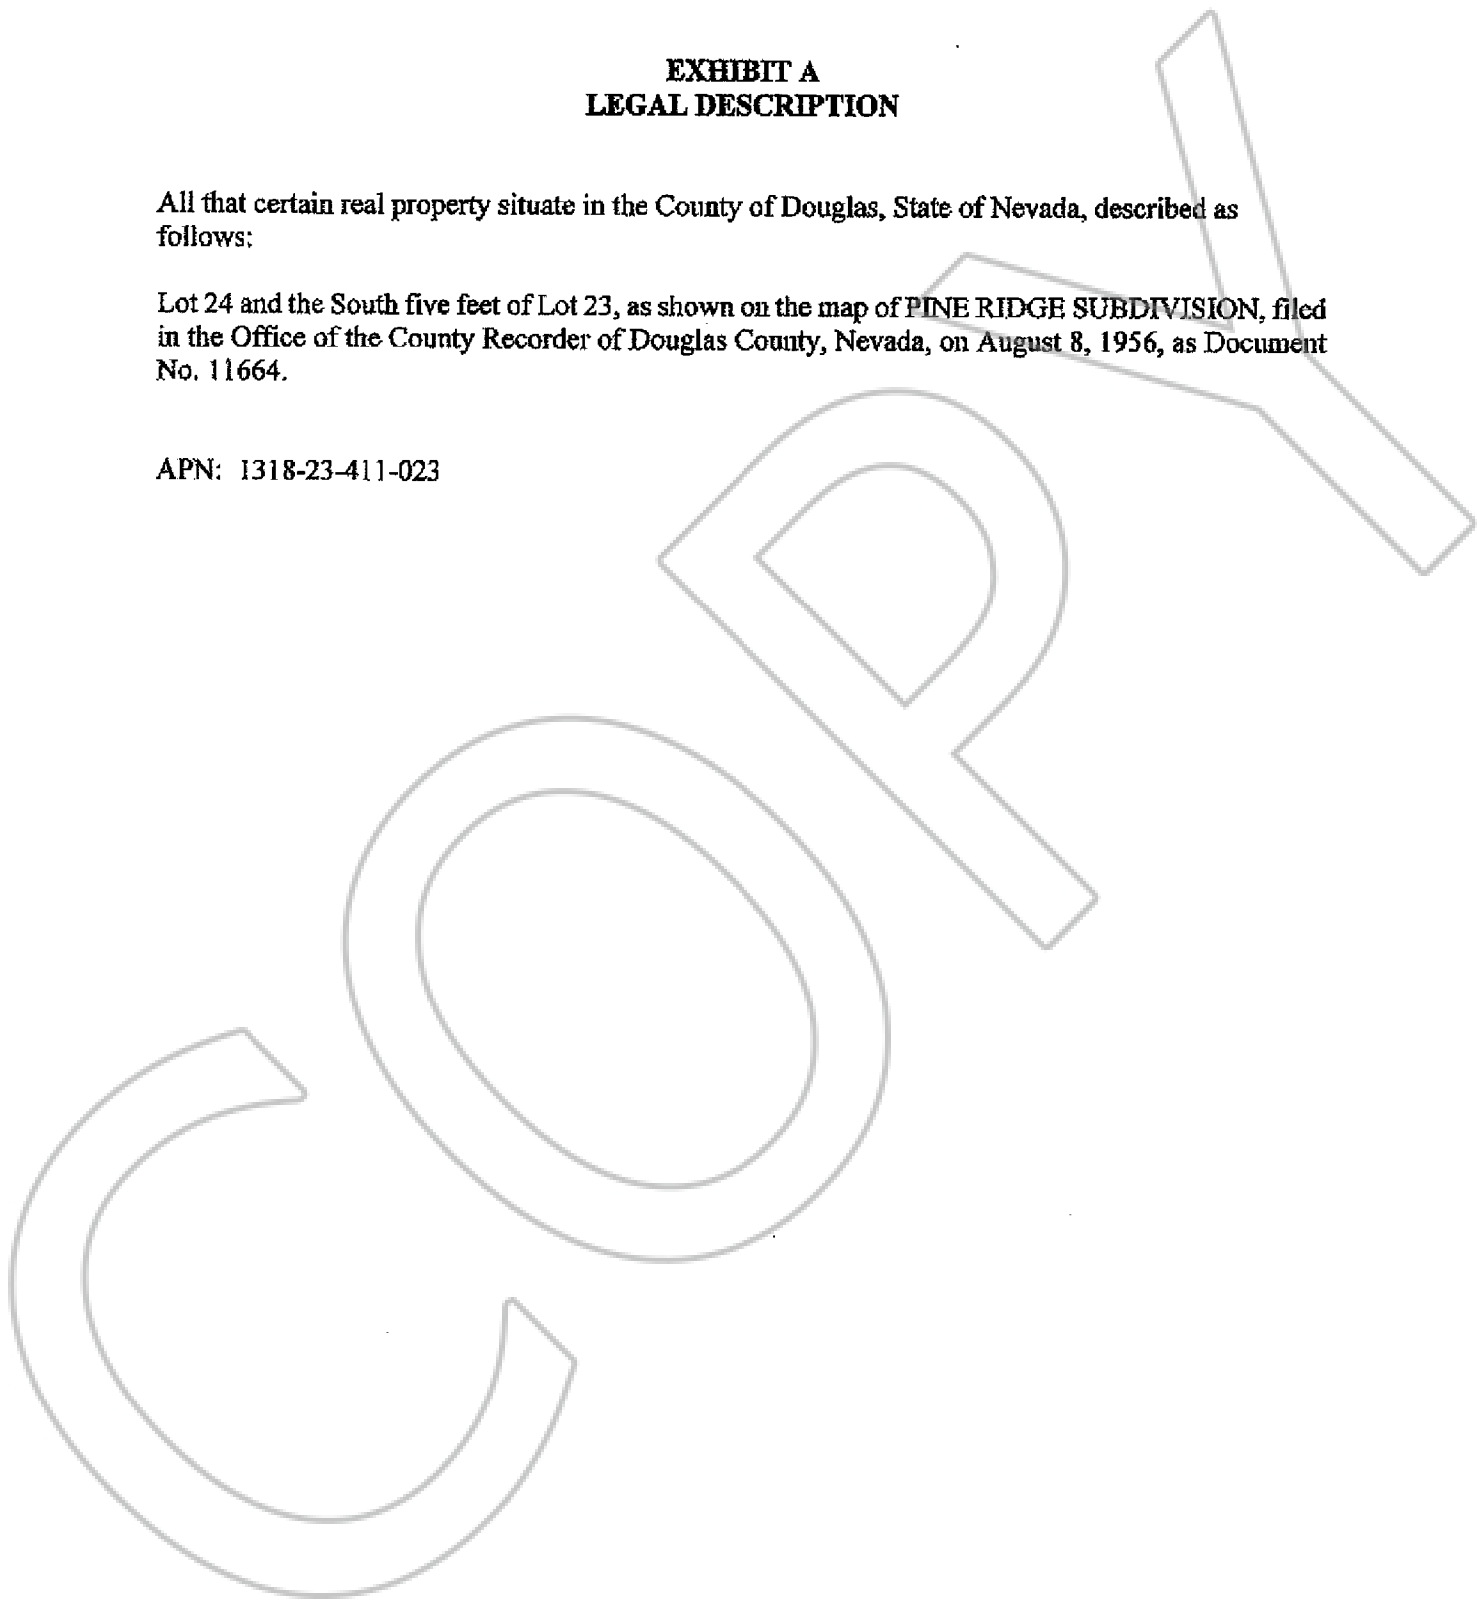 EXHIBIT A
LEGAL DESCRIPTION
All that certain real property situate in the County of Douglas, State of Nevada, described as
follows:
Lot 24 and the South five feet of Lot 23, as shown on the map of PINE RIDGE SUBDIVISION, filed
in the Office of the County Recorder of Douglas County, Nevada, on August 8, 1956, as Document
No. 11664.
APN: 1318-23-411-023
COPY